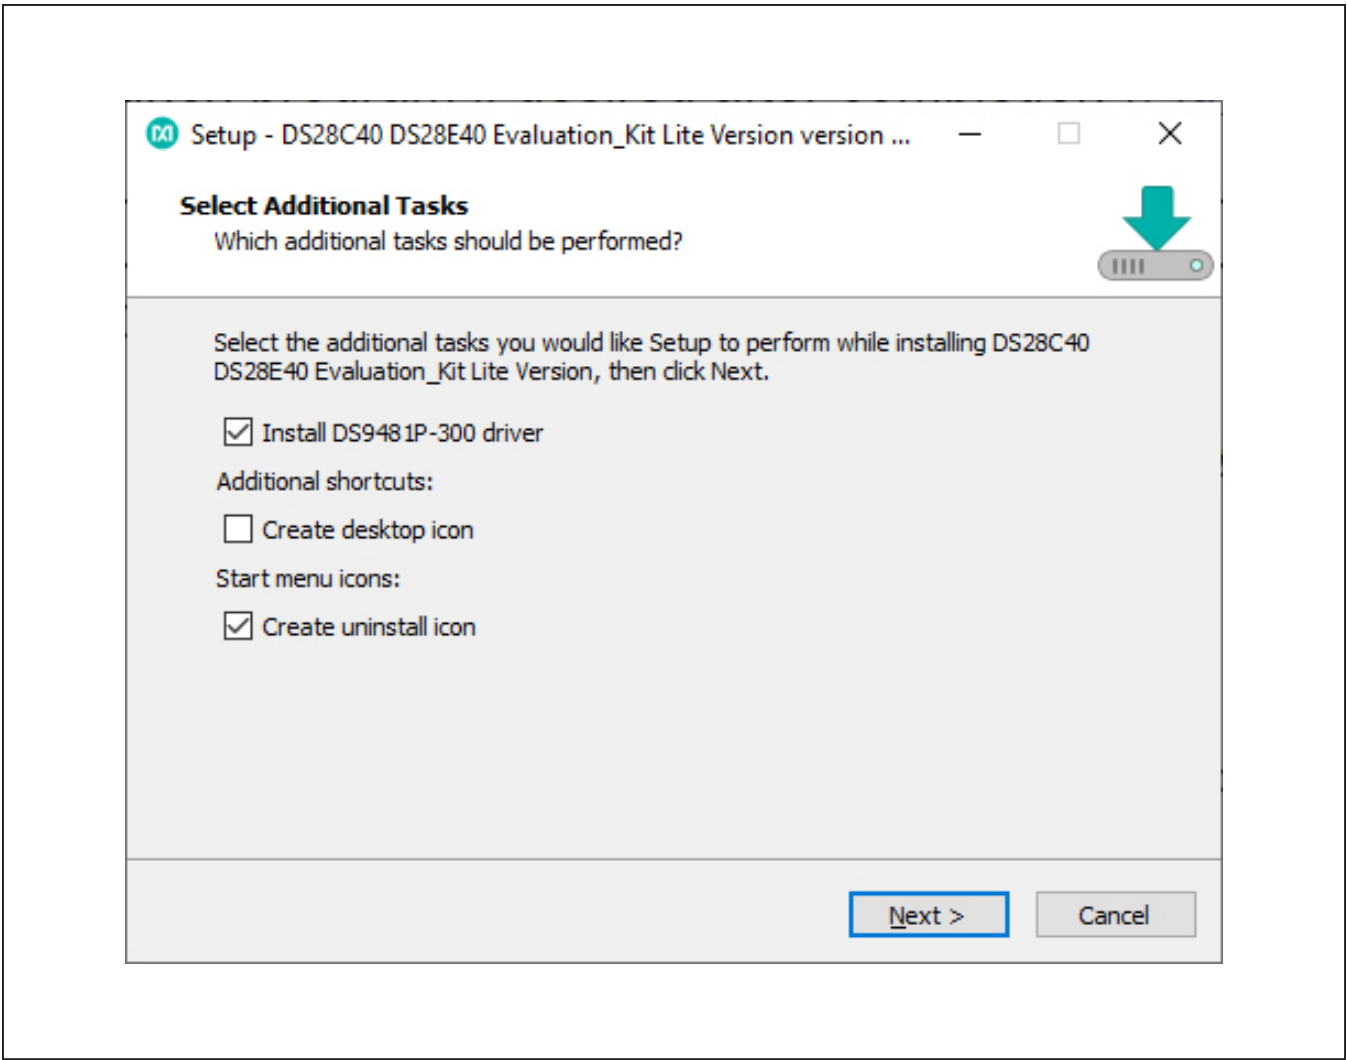 Setup - DS28C40 DS28E40 Evaluation_Kit Lite Version version ...
Select Additional Tasks
Which additional tasks should be performed?
Select the additional tasks you would like Setup to perform while installing DS28C40
DS28E40 Evaluation_Kit Lite Version, then click Next.
Install DS9481P-300 driver
Additional shortcuts:
Create desktop icon
Start menu icons:
Create uninstall icon
Next >
Cancel